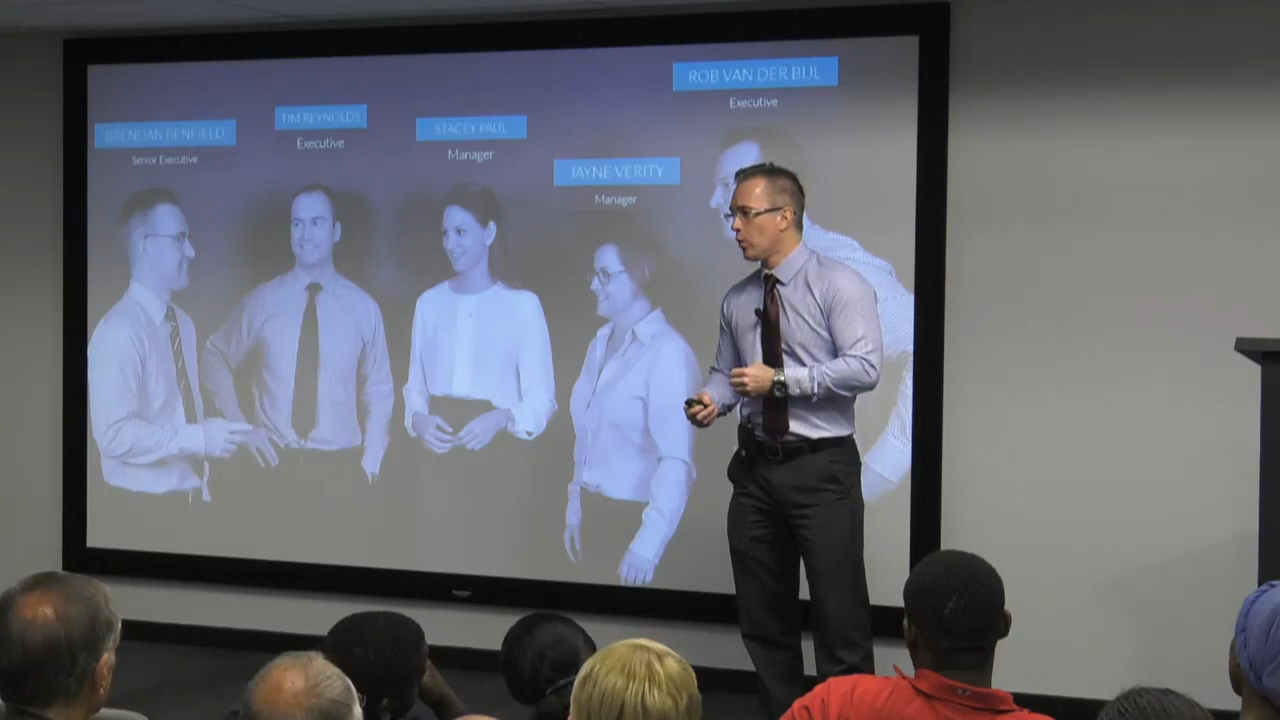 BRENDAN BENFIELD
Senior Executive
TIM REYNOLDS
Executive
STACEY PAUL
Manager
JAYNE VERITY
Manager
ROB VAN DER BIJL
Executive